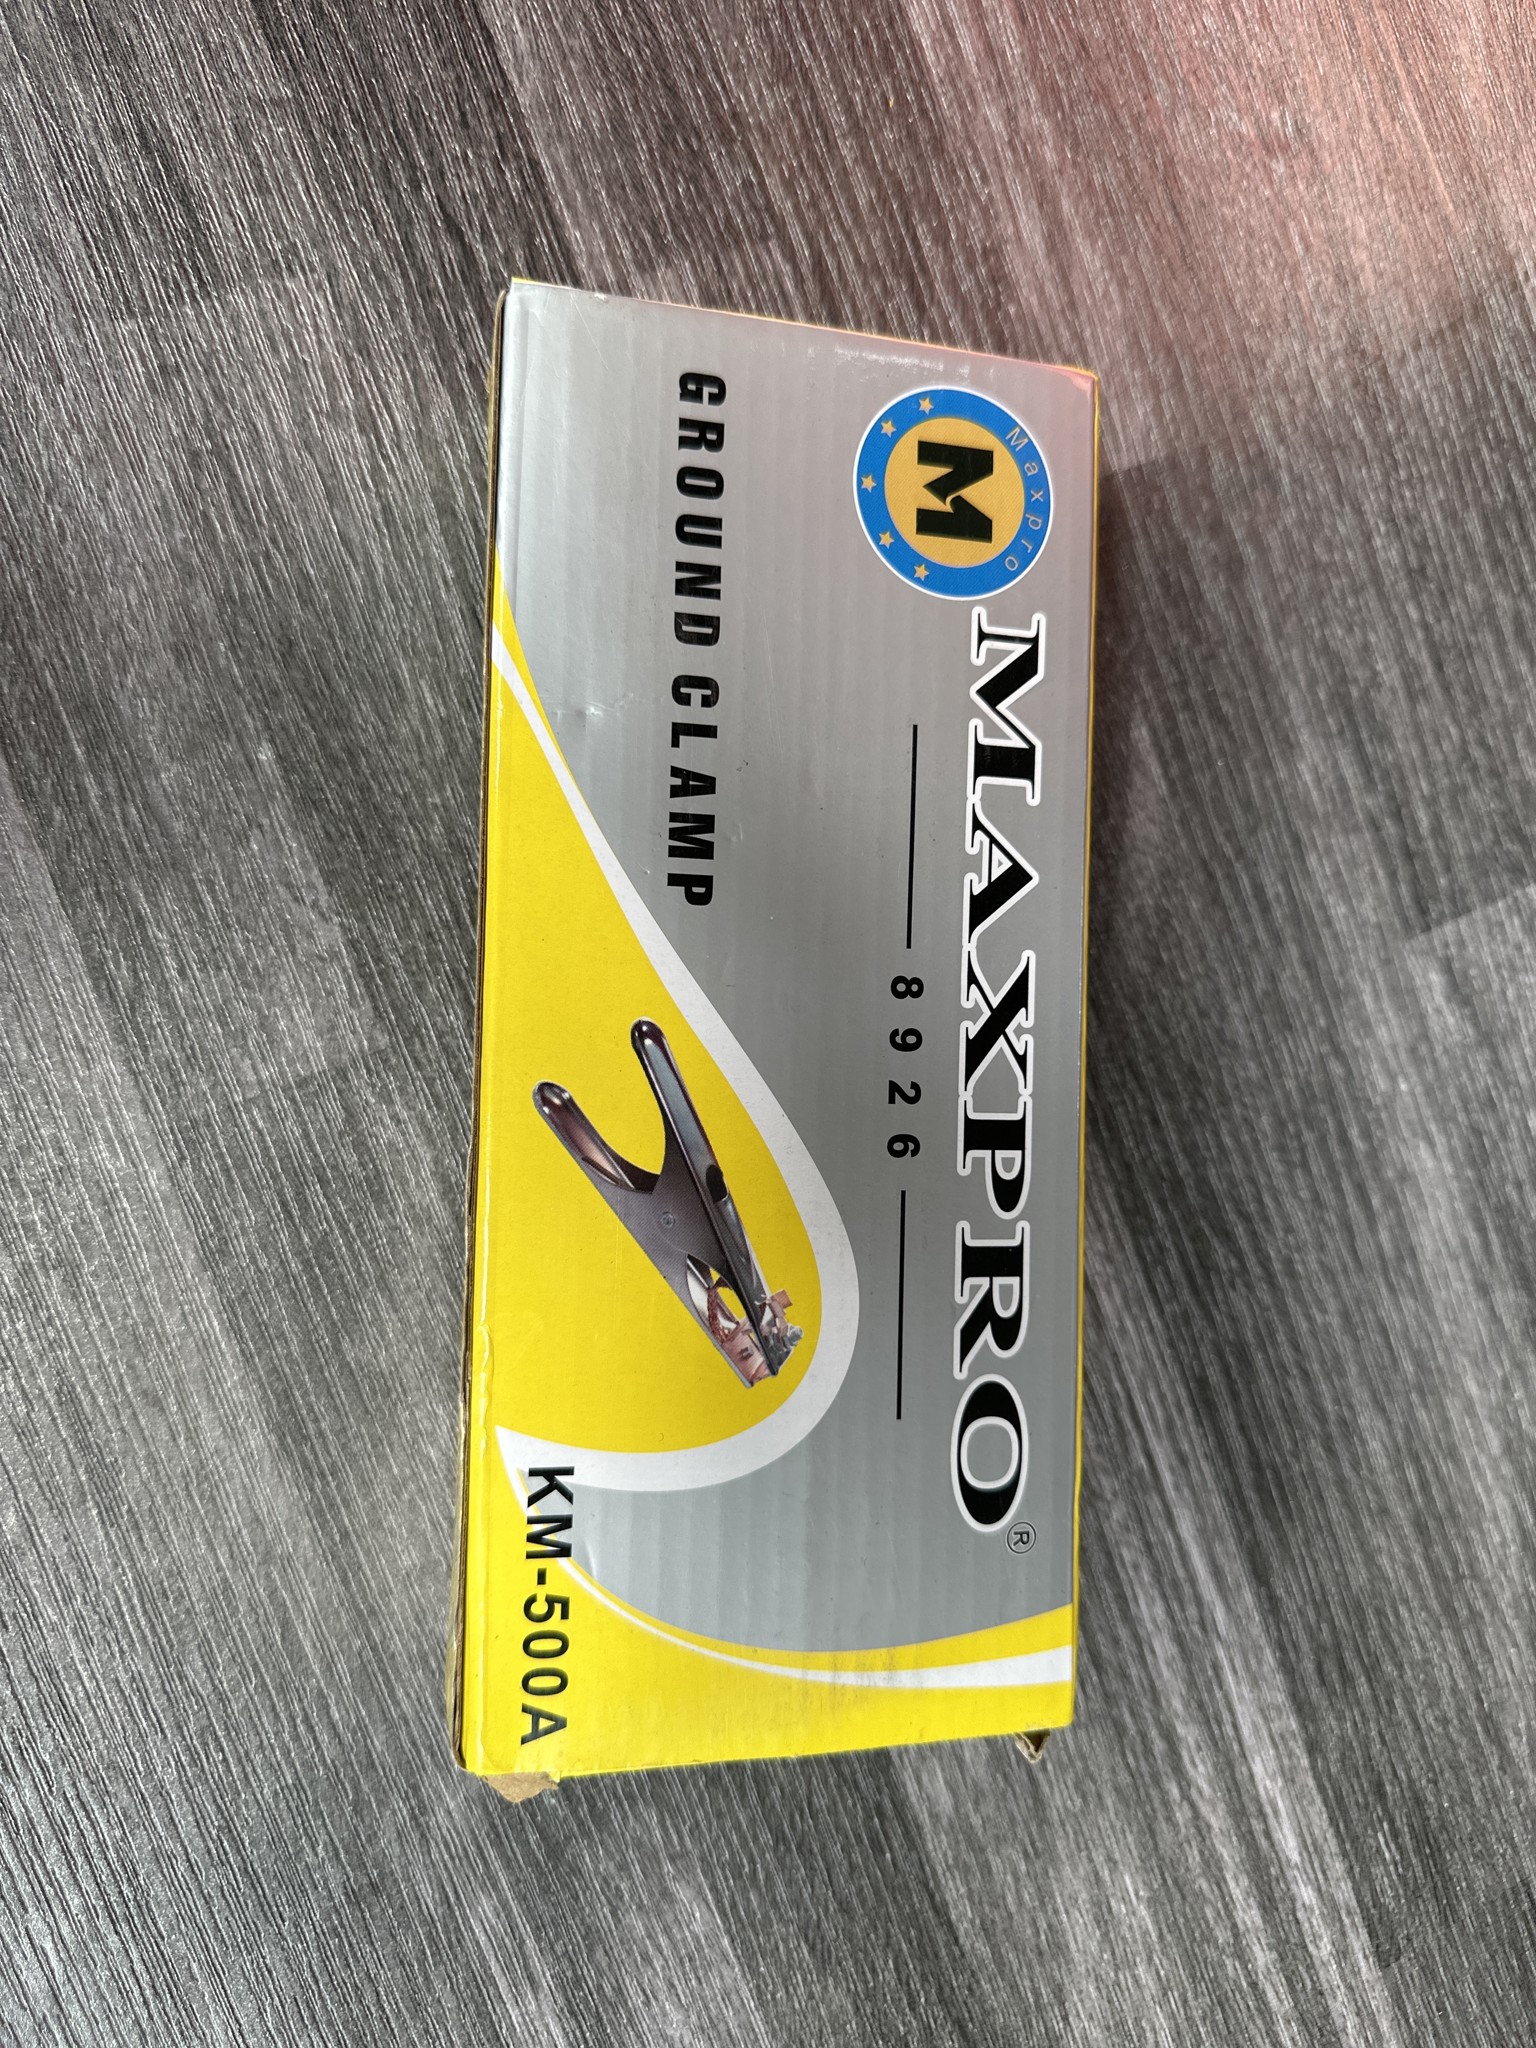 Maxpro
M
MAXPRO®
8926
GROUND CLAMP
KM-500A